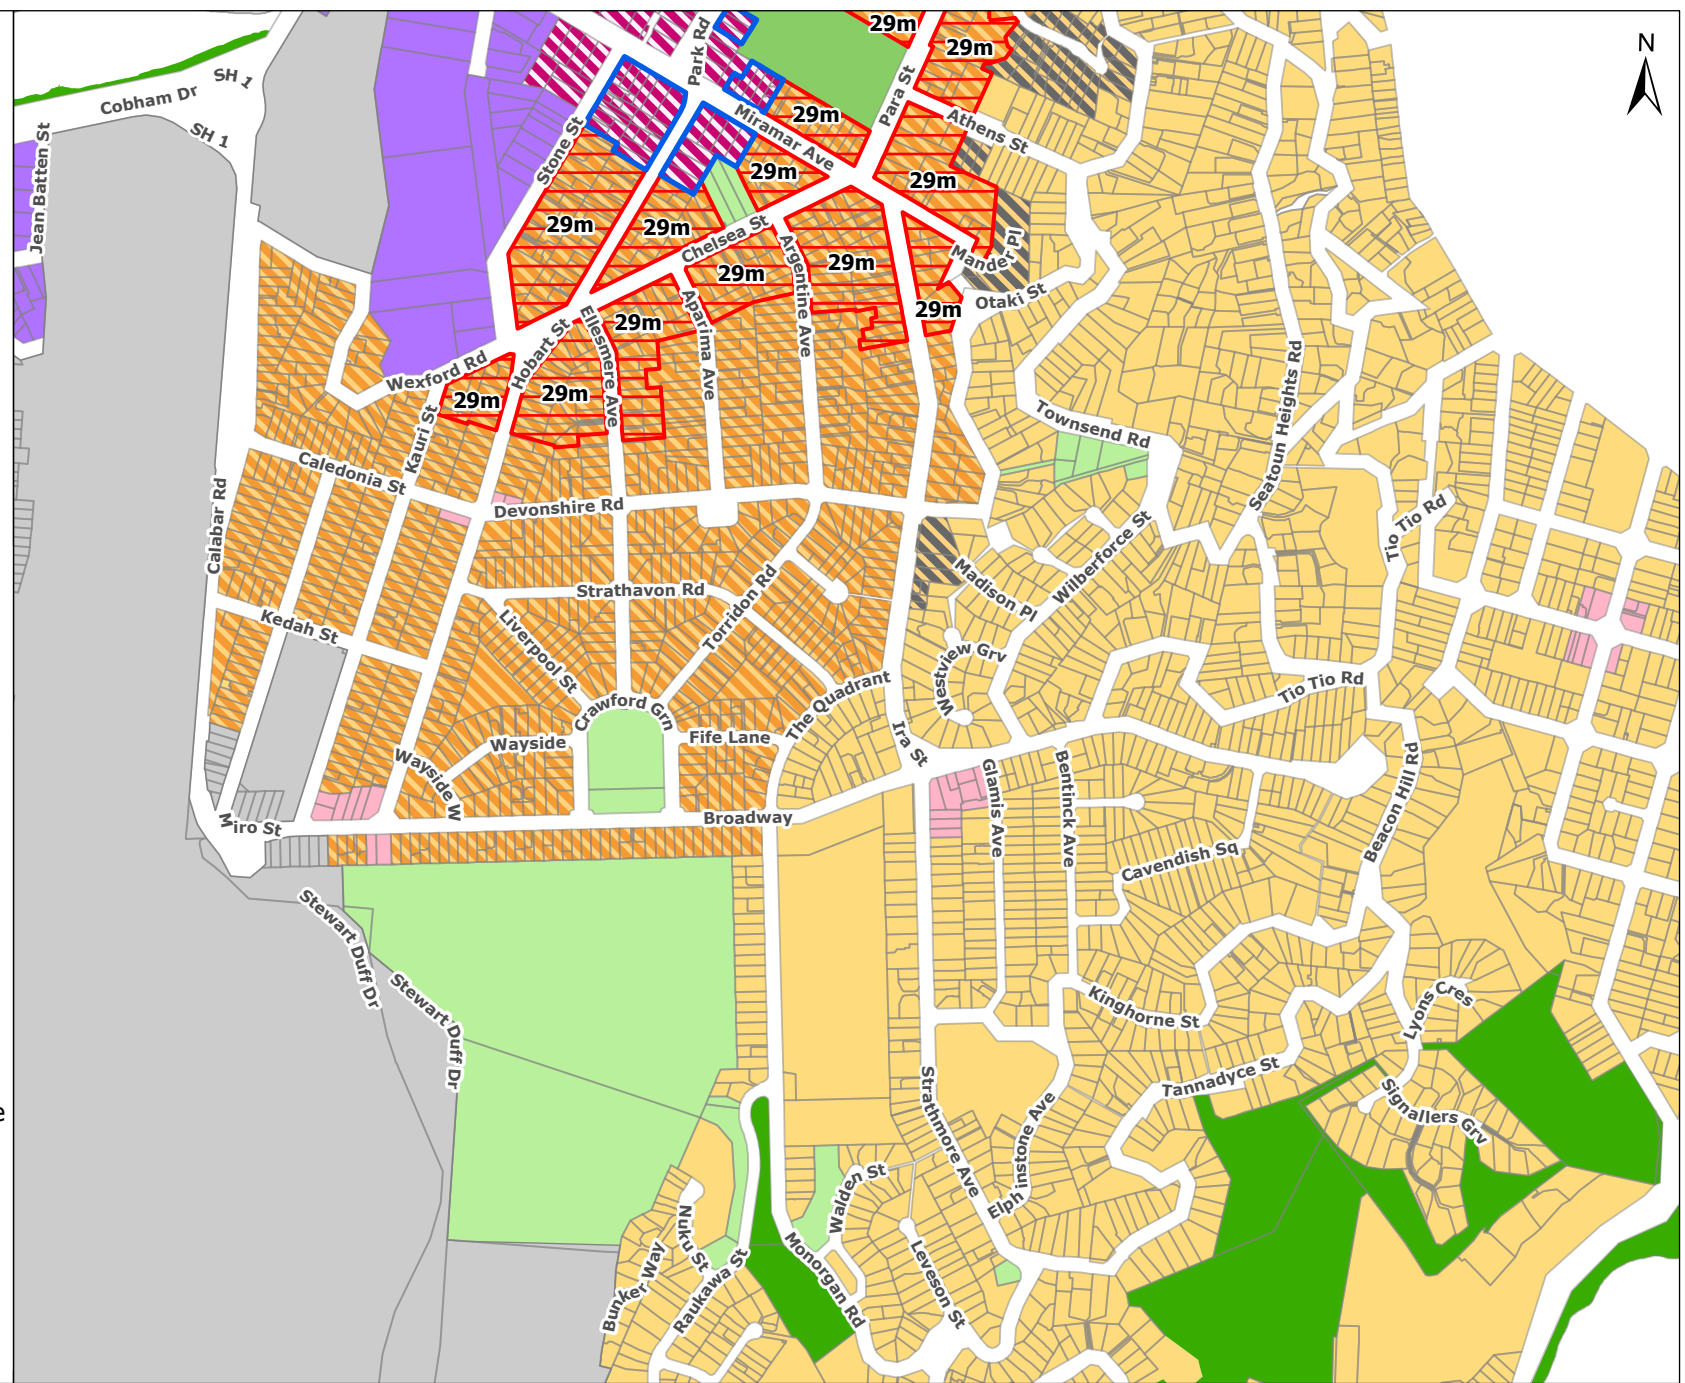 N
29m
29m
Park Rd
SH 1
Cobham Dr
SH 1
Para St
29m
Miramar Ave
Athens St
Jean Batten St
Stone St
29m
29m
29m
29m
Chelsea St
Mander Pl
29m
29m
Argentine Ave
Otaki St
29m
29m
Aparima Ave
Ellesmere Ave
Hobart St
Wexford Rd
29m
29m
Kauri St
Seatoun Heights Rd
Townsend Rd
Caledonia St
Devonshire Rd
Calabar Rd
Tio Tio Rd
Wilberforce St
Madison Pl
Strathavon Rd
Torridon Rd
Kedah St
Liverpool St
Westview Grv
The Quadrant
Tio Tio Rd
Crawford Grn
Fife Lane
Wayside
Ira St
Wayside W
Glamis Ave
Bentinck Ave
Beacon Hill Rd
Miro St
Broadway
Cavendish Sq
Stewart Duff Dr
Stewart Duff Dr
Kinghorne St
Lyons Cres
Tannadyce St
Signallers Grv
Strathmore Ave
Elph instone Ave
Walden St
Nuku St
Bunker Way
Raukawa St
Monorgan Rd
Leveson St
e